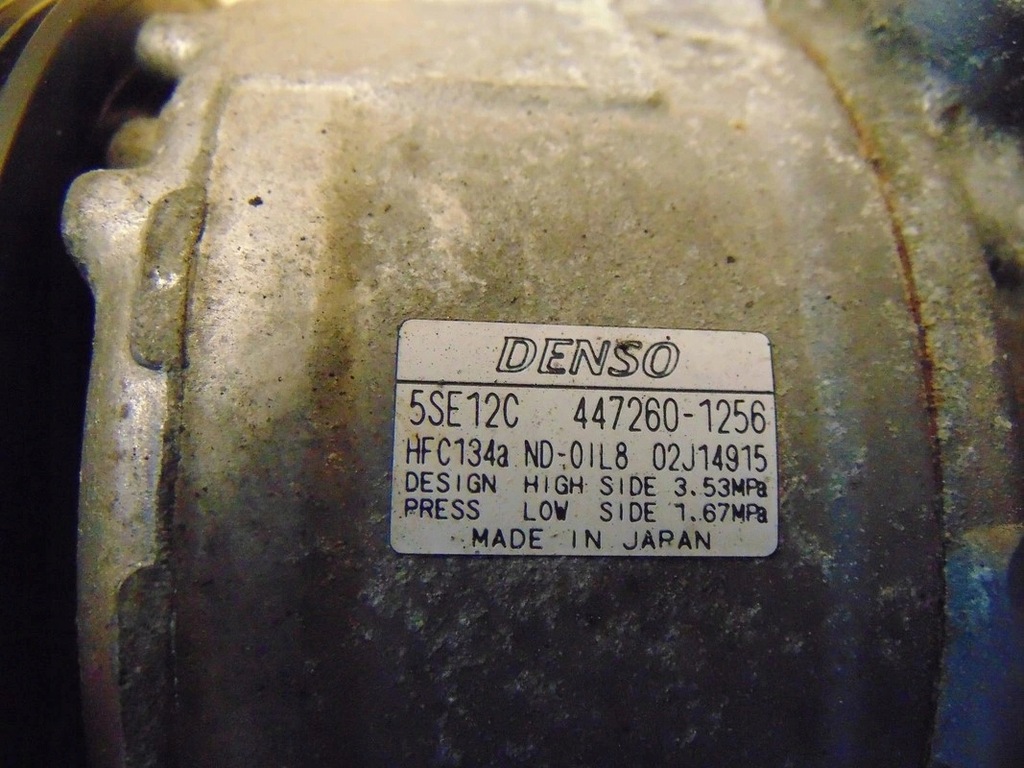 DENSO
5SE12C 447260-1256
HFC134a ND-OIL8 02J14915
DESIGN HIGH SIDE 3.53MPa
PRESS LOW SIDE 1.67MPa
MADE IN JAPAN